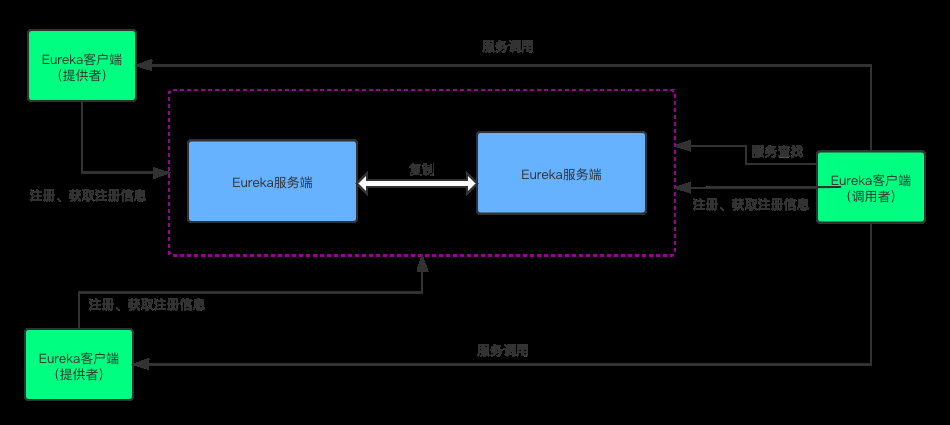 服务调用
Eureka客户端
(提供者)
服务查找
复制
Eureka服务端
Eureka服务端
Eureka客户端
(调用者)
注册、获取注册信息
注册、获取注册信息
注册、获取注册信息
服务调用
Eureka客户端
(提供者)